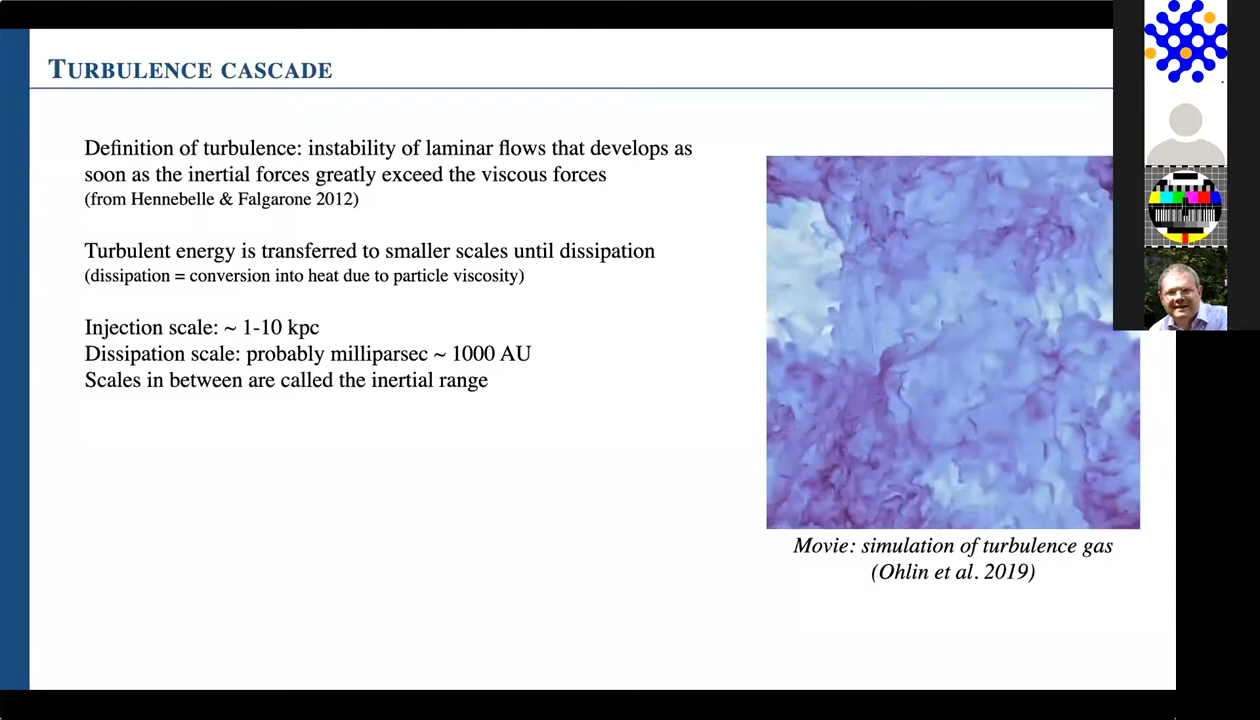 TURBULENCE CASCADE
Definition of turbulence: instability of laminar flows that develops as
soon as the inertial forces greatly exceed the viscous forces
(from Hennebelle & Falgarone 2012)
Turbulent energy is transferred to smaller scales until dissipation
(dissipation = conversion into heat due to particle viscosity)
Injection scale: ~ 1-10 kpc
Dissipation scale: probably milliparsec ~ 1000 AU
Scales in between are called the inertial range
Movie: simulation of turbulence gas
(Ohlin et al. 2019)